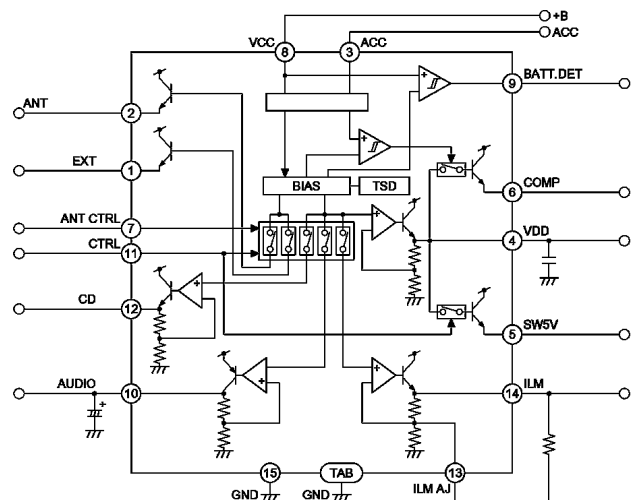 +B
VCC
ACC
ACC
8
3
BATT.DET
9
ANT
2
EXT
1
BIAS
TSD
COMP
6
ANT CTRL
7
VDD
4
CTRL
11
CD
12
SW5V
5
AUDIO
10
ILM
14
+
+
+
+
+
+
+
15
TAB
13
GND
GND
ILM AJ